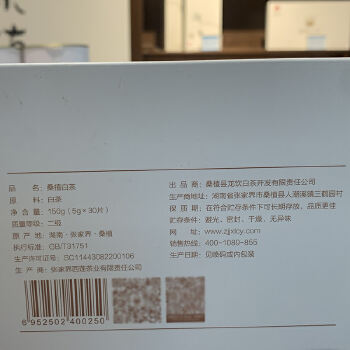 品 名：桑植白茶
原 料：白茶
净含量：150g（5g×30片）
质量等级：二级
原 产 地：湖南·张家界·桑植
执行标准：GB/T31751
生产许可证号：SC11443082200106
生产商：张家界西莲茶业有限责任公司
6 952502 400250
出 品 商：桑植县龙钦白茶开发有限责任公司
生产商地址：湖南省张家界市桑植县人潮溪镇三鹤园村
保 质 期：在符合贮存条件下可长期存放，品质更佳
贮存条件：避光、密封、干燥、无异味
网 址：www.zjjxlcy.com
销售热线：400-1080-855
生产日期：见喷码或内包装